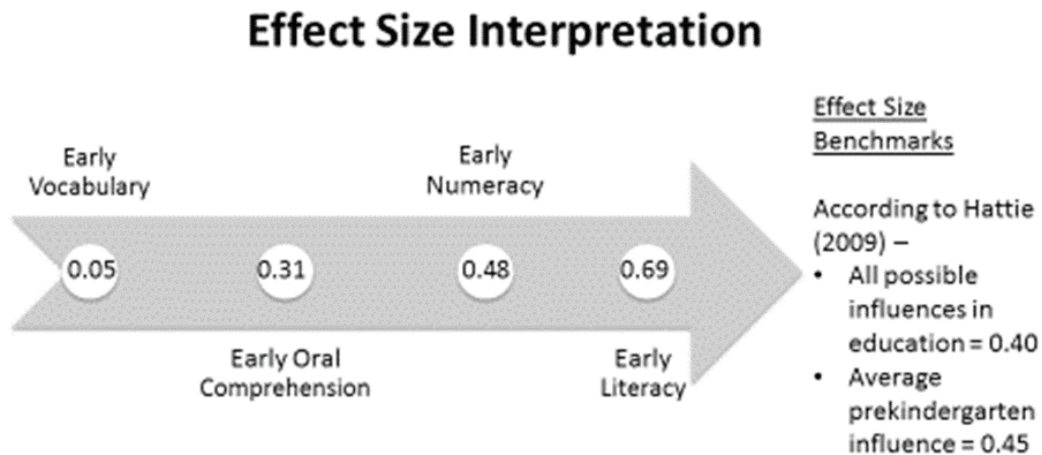 Effect Size Interpretation
Early
Vocabulary
Early
Numeracy
0.05
0.31
0.48
0.69
Early Oral
Comprehension
Early
Literacy
Effect Size
Benchmarks
According to Hattie
(2009) –
• All possible
influences in
education = 0.40
• Average
prekindergarten
influence = 0.45